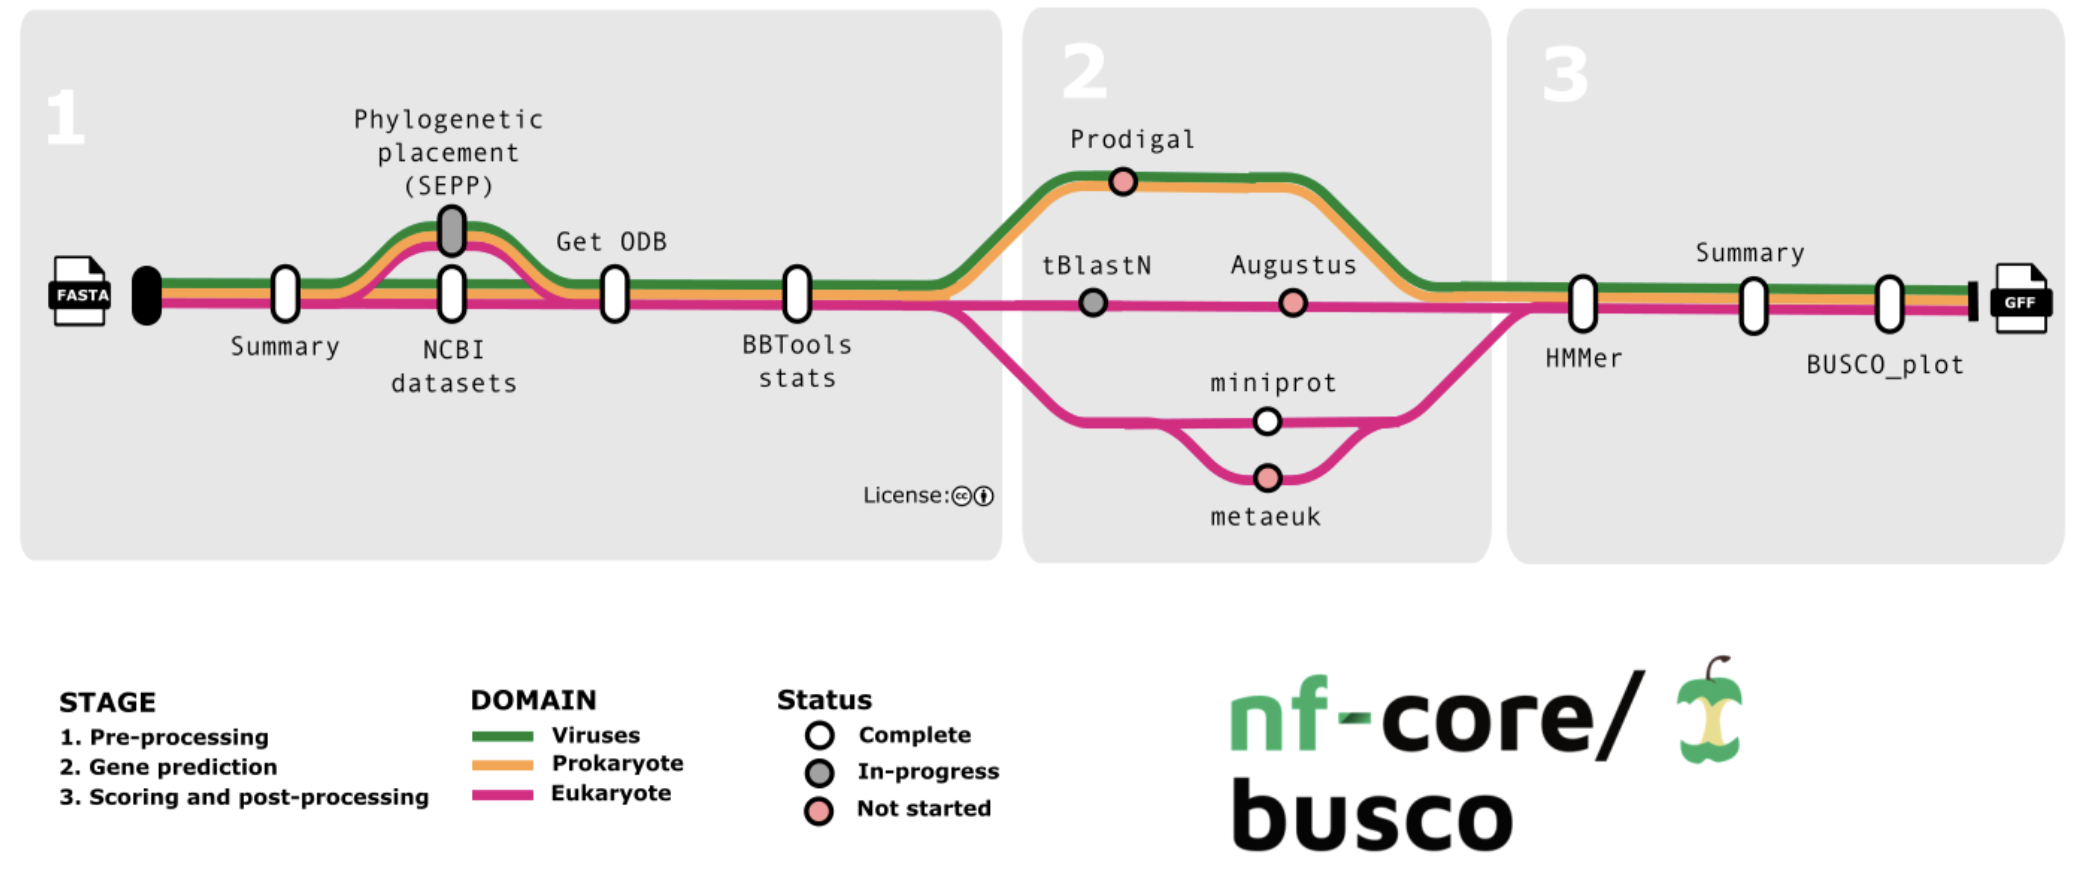 1
Phylogenetic
placement
(SEPP)
Get ODB
FASTA
Summary
NCBI
datasets
BBTools
stats
License:
cc
2
Prodigal
tBlastN
Augustus
miniprot
metaeuk
3
Summary
GFF
HMMer
BUSCO_plot
STAGE
1. Pre-processing
2. Gene prediction
3. Scoring and post-processing
DOMAIN
Viruses
Prokaryote
Eukaryote
Status
Complete
In-progress
Not started
nf-core/
busco